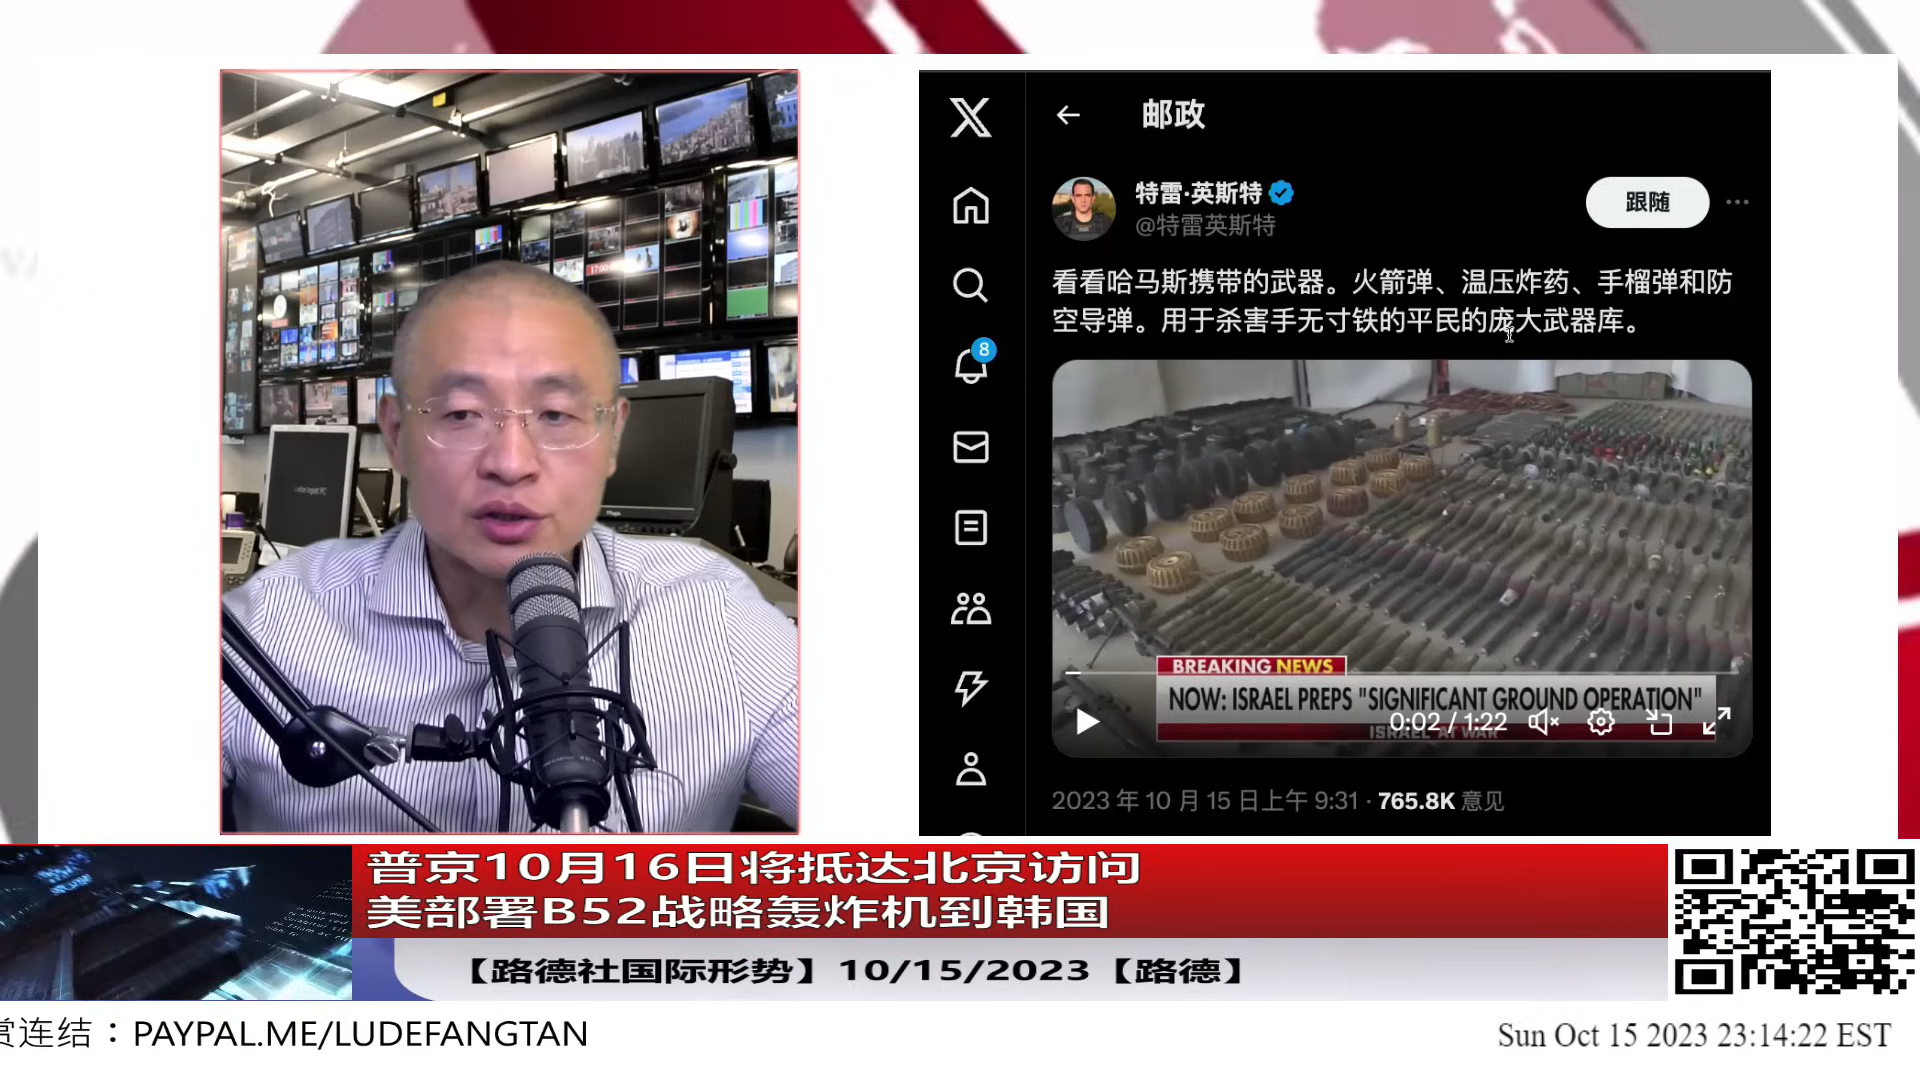 邮政
特雷·英斯特
@特雷英斯特
跟随
8
看看哈马斯携带的武器。火箭弹、温压炸药、手榴弹和防
空导弹。用于杀害手无寸铁的平民的庞大武器库。
BREAKING NEWS
NOW: ISRAEL PREPS "SIGNIFICANT GROUND OPERATION"
0:02 / 1:22
ISRAEL AT WAR
2023 年 10 月 15 日上午 9:31 · 765.8K 意见
普京10月16日将抵达北京访问
美部署B52战略轰炸机到韩国
【路德社国际形势】10/15/2023【路德】
赏连结：PAYPAL.ME/LUDEFANGTAN
Sun Oct 15 2023 23:14:22 EST